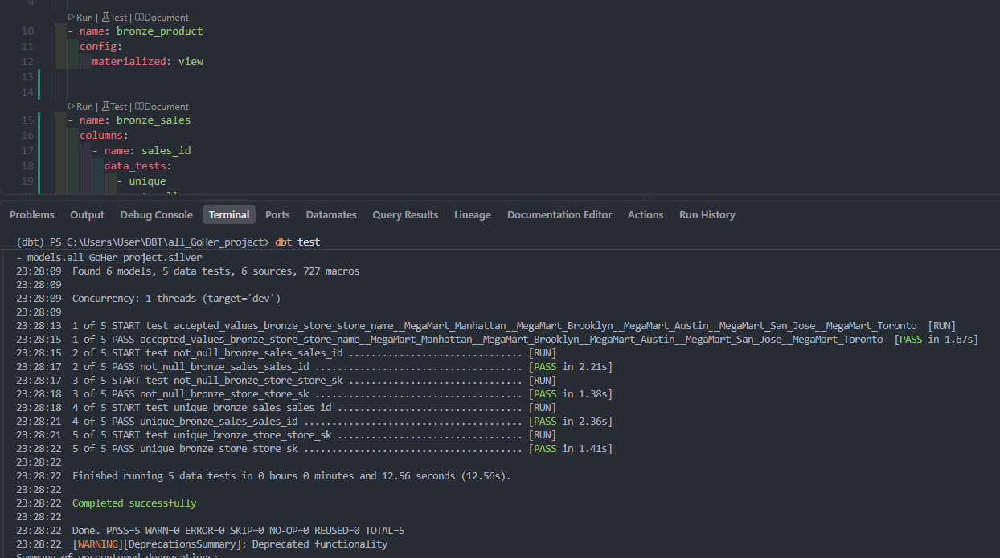 9
Run | Test | Document
10 - name: bronze_product
11 config:
12 materialized: view
13
14
Run | Test | Document
15 - name: bronze_sales
16 columns:
17 - name: sales_id
18 data_tests:
19 - unique
Problems Output Debug Console Terminal Ports Datamates Query Results Lineage Documentation Editor Actions Run History
(dbt) PS C:\Users\User\DBT\all_GoHer_project> dbt test
- models.all_GoHer_project.silver
23:28:09 Found 6 models, 5 data tests, 6 sources, 727 macros
23:28:09
23:28:09 Concurrency: 1 threads (target='dev')
23:28:09
23:28:13 1 of 5 START test accepted_values_bronze_store_store_name__MegaMart_Manhattan__MegaMart_Brooklyn__MegaMart_Austin__MegaMart_San_Jose__MegaMart_Toronto [RUN]
23:28:15 1 of 5 PASS accepted_values_bronze_store_store_name__MegaMart_Manhattan__MegaMart_Brooklyn__MegaMart_Austin__MegaMart_San_Jose__MegaMart_Toronto [PASS in 1.67s]
23:28:15 2 of 5 START test not_null_bronze_sales_sales_id ............................... [RUN]
23:28:17 2 of 5 PASS not_null_bronze_sales_sales_id ..................................... [PASS in 2.21s]
23:28:17 3 of 5 START test not_null_bronze_store_store_sk ............................... [RUN]
23:28:18 3 of 5 PASS not_null_bronze_store_store_sk ..................................... [PASS in 1.38s]
23:28:18 4 of 5 START test unique_bronze_sales_sales_id ................................. [RUN]
23:28:21 4 of 5 PASS unique_bronze_sales_sales_id ....................................... [PASS in 2.36s]
23:28:21 5 of 5 START test unique_bronze_store_store_sk ................................. [RUN]
23:28:22 5 of 5 PASS unique_bronze_store_store_sk ....................................... [PASS in 1.41s]
23:28:22
23:28:22 Finished running 5 data tests in 0 hours 0 minutes and 12.56 seconds (12.56s).
23:28:22
23:28:22 Completed successfully
23:28:22
23:28:22 Done. PASS=5 WARN=0 ERROR=0 SKIP=0 NO-OP=0 REUSED=0 TOTAL=5
23:28:22 [WARNING][DeprecationsSummary]: Deprecated functionality
Summary of encountered deprecations: